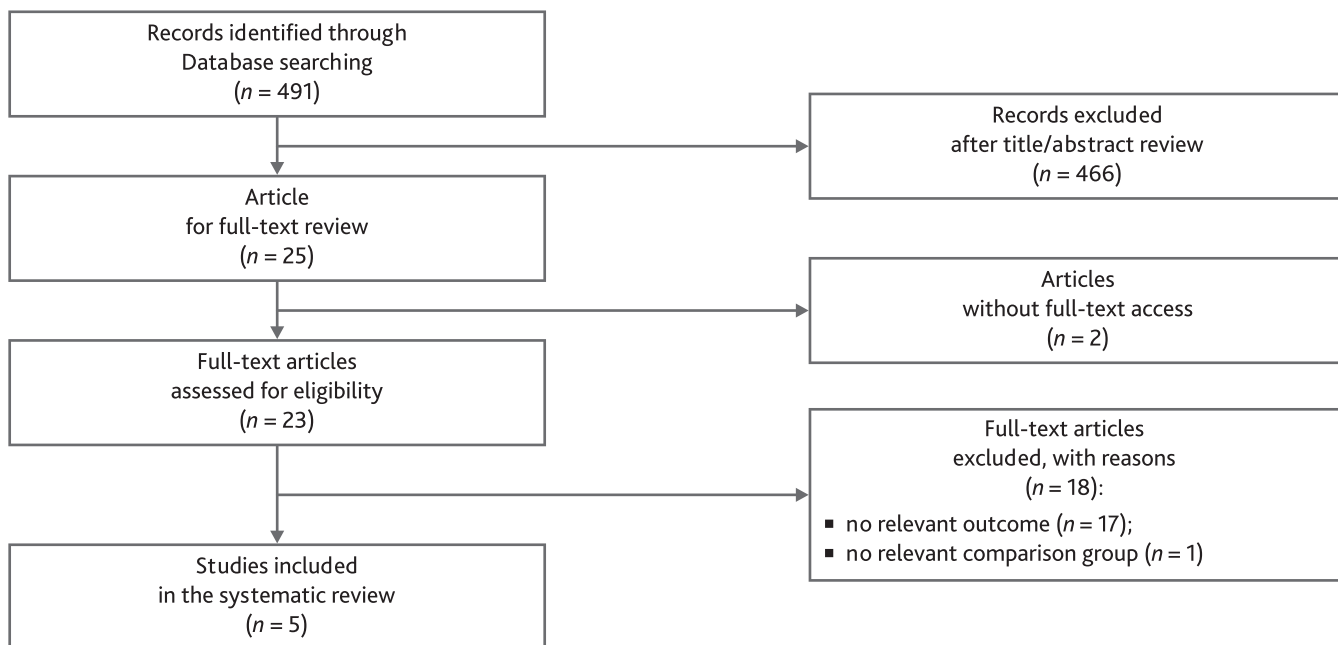 Records identified through
Database searching
(n = 491)
Records excluded
after title/abstract review
(n = 466)
Article
for full-text review
(n = 25)
Articles
without full-text access
(n = 2)
Full-text articles
assessed for eligibility
(n = 23)
Full-text articles
excluded, with reasons
(n = 18):
▪ no relevant outcome (n = 17);
▪ no relevant comparison group (n = 1)
Studies included
in the systematic review
(n = 5)